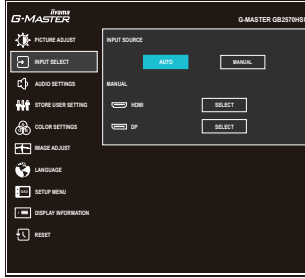 iiyama
G-MASTER
G-MASTER GB2570HSU
PICTURE ADJUST
INPUT SELECT
AUDIO SETTINGS
STORE USER SETTING
COLOR SETTINGS
IMAGE ADJUST
LANGUAGE
SETUP MENU
DISPLAY INFORMATION
RESET
INPUT SOURCE
AUTO
MANUAL
MANUAL
HDMI
SELECT
DP
SELECT